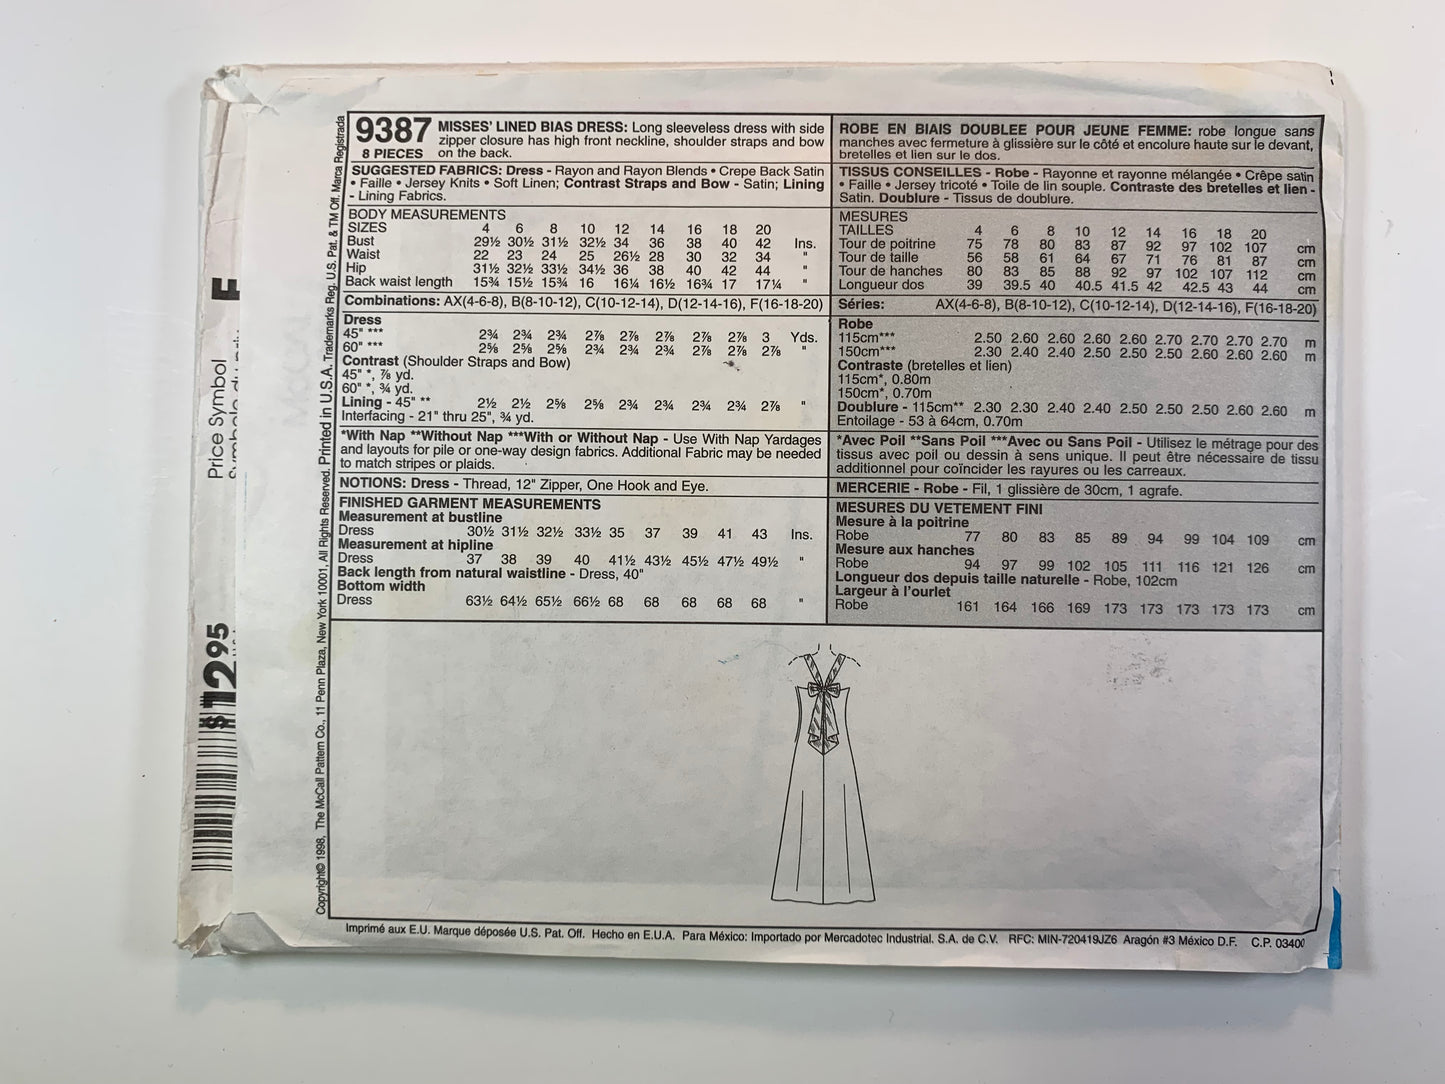 9387 MISSES' LINED BIAS DRESS: Long sleeveless dress with side
8 PIECES zipper closure has high front neckline, shoulder straps and bow
on the back.
SUGGESTED FABRICS: Dress - Rayon and Rayon Blends • Crepe Back Satin
• Faille • Jersey Knits • Soft Linen; Contrast Straps and Bow - Satin; Lining
- Lining Fabrics.
BODY MEASUREMENTS
SIZES 4 6 8 10 12 14 16 18 20
Bust 29½ 30½ 31½ 32½ 34 36 38 40 42 Ins.
Waist 22 23 24 25 26½ 28 30 32 34 "
Hip 31½ 32½ 33½ 34½ 36 38 40 42 44 "
Back waist length 15¾ 15½ 15¾ 16 16¼ 16½ 16¾ 17 17¼ "
Combinations: AX(4-6-8), B(8-10-12), C(10-12-14), D(12-14-16), F(16-18-20)
Dress
45" *** 2¾ 2¾ 2¾ 2⅞ 2⅞ 2⅞ 2⅞ 2⅞ 3 Yds.
60" *** 2⅝ 2⅝ 2⅝ 2¾ 2¾ 2¾ 2⅞ 2⅞ 2⅞ "
Contrast (Shoulder Straps and Bow)
45" *, ⅞ yd.
60" *, ¾ yd.
Lining - 45" ** 2½ 2½ 2⅝ 2⅝ 2¾ 2¾ 2¾ 2¾ 2⅞ "
Interfacing - 21" thru 25", ¾ yd.
*With Nap **Without Nap ***With or Without Nap - Use With Nap Yardages
and layouts for pile or one-way design fabrics. Additional Fabric may be needed
to match stripes or plaids.
NOTIONS: Dress - Thread, 12" Zipper, One Hook and Eye.
FINISHED GARMENT MEASUREMENTS
Measurement at bustline
Dress 30½ 31½ 32½ 33½ 35 37 39 41 43 Ins.
Measurement at hipline
Dress 37 38 39 40 41½ 43½ 45½ 47½ 49½ "
Back length from natural waistline - Dress, 40"
Bottom width
Dress 63½ 64½ 65½ 66½ 68 68 68 68 68 "
ROBE EN BIAIS DOUBLEE POUR JEUNE FEMME: robe longue sans
manches avec fermeture à glissière sur le côté et encolure haute sur le devant,
bretelles et lien sur le dos.
TISSUS CONSEILLES - Robe - Rayonne et rayonne mélangée • Crêpe satin
• Faille • Jersey tricoté • Toile de lin souple. Contraste des bretelles et lien -
Satin. Doublure - Tissus de doublure.
MESURES
TAILLES 4 6 8 10 12 14 16 18 20
Tour de poitrine 75 78 80 83 87 92 97 102 107 cm
Tour de taille 56 58 61 64 67 71 76 81 87 cm
Tour de hanches 80 83 85 88 92 97 102 107 112 cm
Longueur dos 39 39.5 40 40.5 41.5 42 42.5 43 44 cm
Séries: AX(4-6-8), B(8-10-12), C(10-12-14), D(12-14-16), F(16-18-20)
Robe
115cm*** 2.50 2.60 2.60 2.60 2.60 2.70 2.70 2.70 2.70 m
150cm*** 2.30 2.40 2.40 2.50 2.50 2.50 2.60 2.60 2.60 m
Contraste (bretelles et lien)
115cm*, 0.80m
150cm*, 0.70m
Doublure - 115cm** 2.30 2.30 2.40 2.40 2.50 2.50 2.50 2.60 2.60 m
Entoilage - 53 à 64cm, 0.70m
*Avec Poil **Sans Poil ***Avec ou Sans Poil - Utilisez le métrage pour des
tissus avec poil ou dessin à sens unique. Il peut être nécessaire de tissu
additionnel pour coïncider les rayures ou les carreaux.
MERCERIE - Robe - Fil, 1 glissière de 30cm, 1 agrafe.
MESURES DU VETEMENT FINI
Mesure à la poitrine
Robe 77 80 83 85 89 94 99 104 109 cm
Mesure aux hanches
Robe 94 97 99 102 105 111 116 121 126 cm
Longueur dos depuis taille naturelle - Robe, 102cm
Largeur à l'ourlet
Robe 161 164 166 169 173 173 173 173 173 cm
Imprimé aux E.U. Marque déposée U.S. Pat. Off. Hecho en E.U.A. Para México: Importado por Mercadotec Industrial. S.A. de C.V. RFC: MIN-720419JZ6 Aragón #3 México D.F. C.P. 03400
Copyright© 1998, The McCall Pattern Co., 11 Penn Plaza, New York 10001, All Rights Reserved. Printed in U.S.A. Trademarks Reg. U.S. Pat. & TM Off. Marca Registrada
Price Symbol
F
$12.95